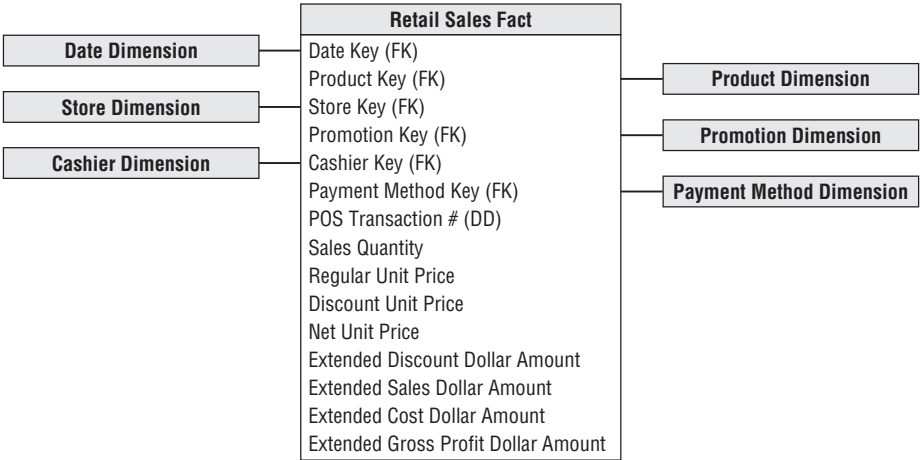 Retail Sales Fact
Date Dimension
Date Key (FK)
Product Key (FK)
Product Dimension
Store Dimension
Store Key (FK)
Promotion Key (FK)
Promotion Dimension
Cashier Dimension
Cashier Key (FK)
Payment Method Key (FK)
Payment Method Dimension
POS Transaction # (DD)
Sales Quantity
Regular Unit Price
Discount Unit Price
Net Unit Price
Extended Discount Dollar Amount
Extended Sales Dollar Amount
Extended Cost Dollar Amount
Extended Gross Profit Dollar Amount